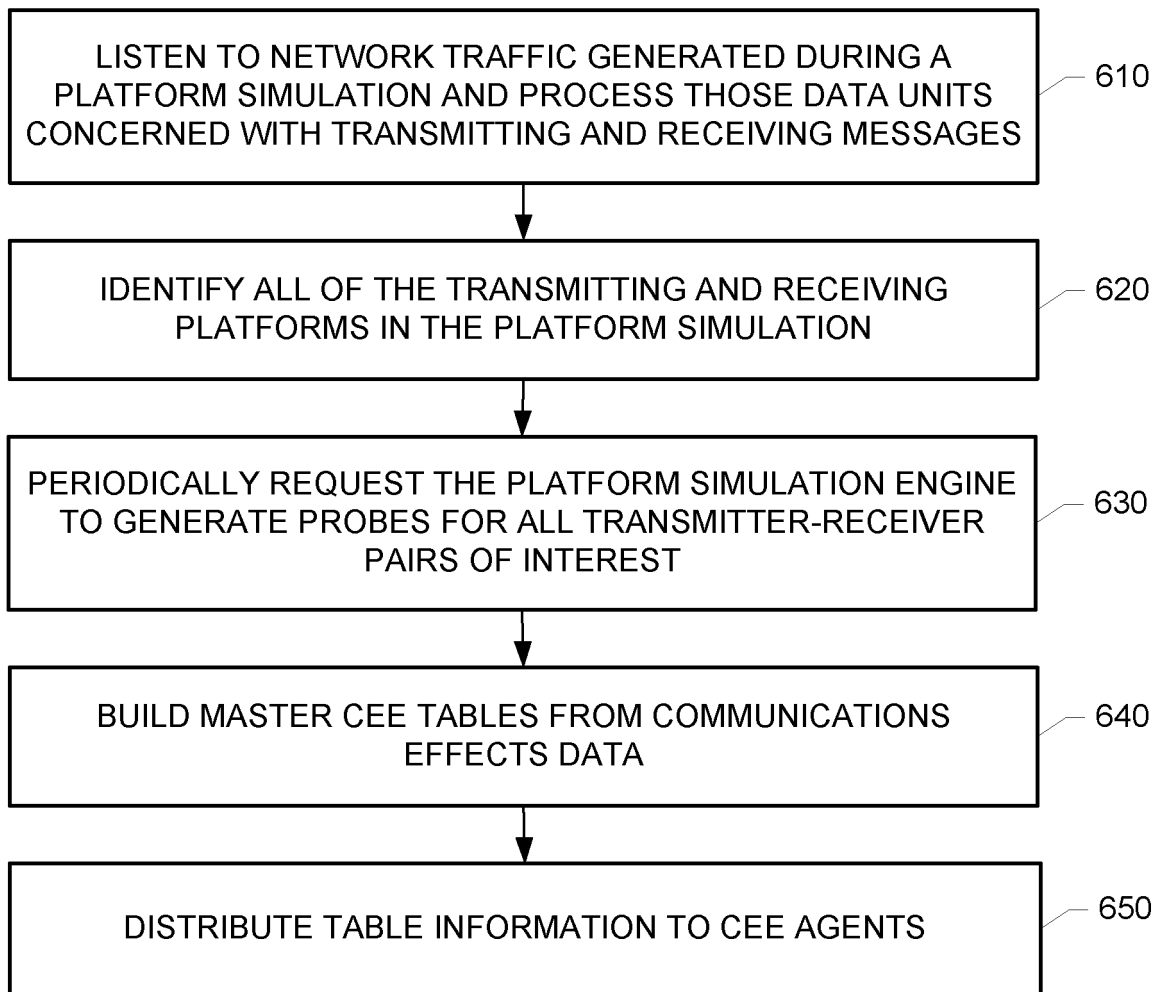 LISTEN TO NETWORK TRAFFIC GENERATED DURING A
PLATFORM SIMULATION AND PROCESS THOSE DATA UNITS
CONCERNED WITH TRANSMITTING AND RECEIVING MESSAGES
610
IDENTIFY ALL OF THE TRANSMITTING AND RECEIVING
PLATFORMS IN THE PLATFORM SIMULATION
620
PERIODICALLY REQUEST THE PLATFORM SIMULATION ENGINE
TO GENERATE PROBES FOR ALL TRANSMITTER-RECEIVER
PAIRS OF INTEREST
630
BUILD MASTER CEE TABLES FROM COMMUNICATIONS
EFFECTS DATA
640
DISTRIBUTE TABLE INFORMATION TO CEE AGENTS
650